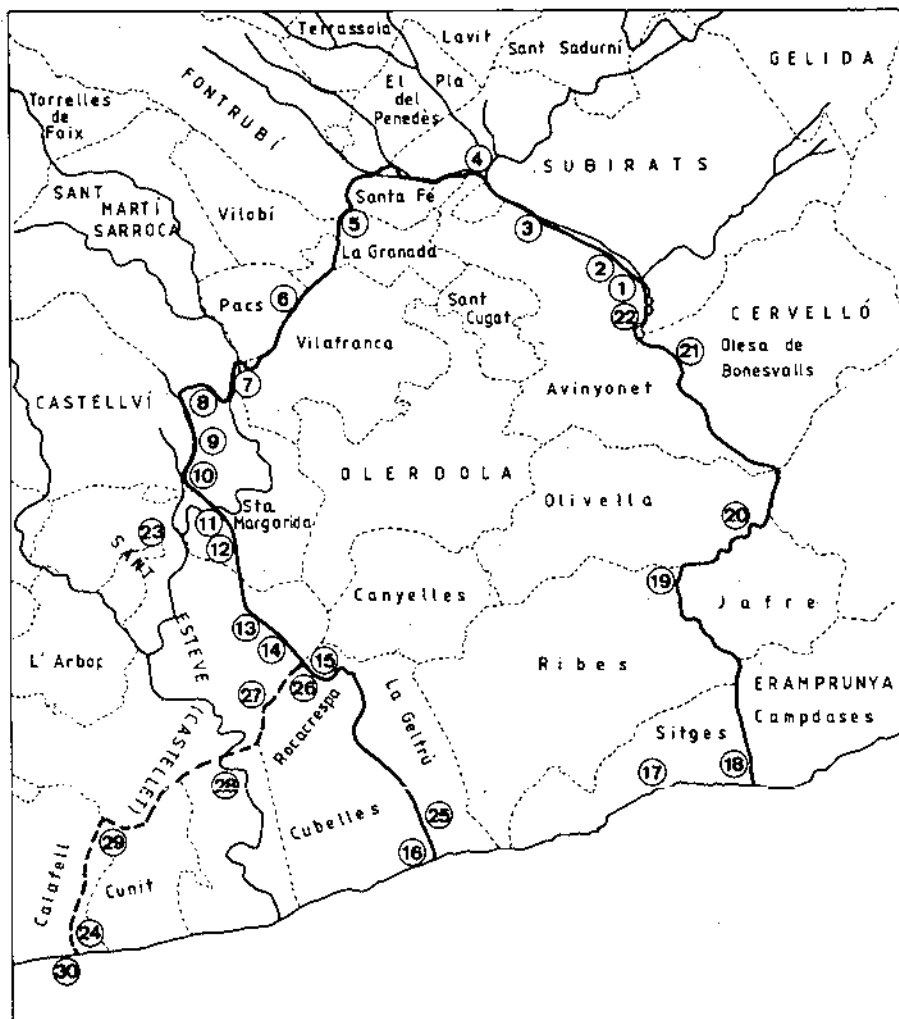 Terrassola
Lavit
Sant Sadurní
GELIDA
FONTRUBÍ
El Pla
del
Penedès
Torrelles
de
Foix
4
SUBIRATS
SANT
MARTÍ
SARROCA
Vilobí
Santa Fé
5
3
La Granada
2
1
Pacs
6
Sant
Cugat
22
CERVELLÓ
Vilafranca
21
Olesa de
Bonesvalls
7
Avinyonet
CASTELLVÍ
8
9
10
OLERDOLA
Olivella
Sta
Margarida
20
11
23
12
SANT
ESTEVE
(CASTELLET)
19
Canyelles
Jafre
13
L'Arboç
14
15
Ribes
27
26
Rocacrespa
La Geltrú
ERAMPRUNYA
Campdases
Sitges
28
17
18
Cubelles
25
29
16
Calafell
Cunit
24
30